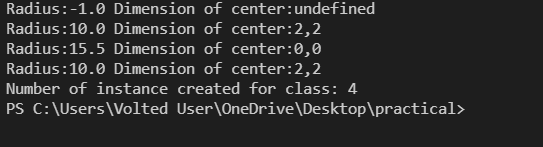 Radius:-1.0 Dimension of center:undefined
Radius:10.0 Dimension of center:2,2
Radius:15.5 Dimension of center:0,0
Radius:10.0 Dimension of center:2,2
Number of instance created for class: 4
PS C:\Users\Volted User\OneDrive\Desktop\practical>